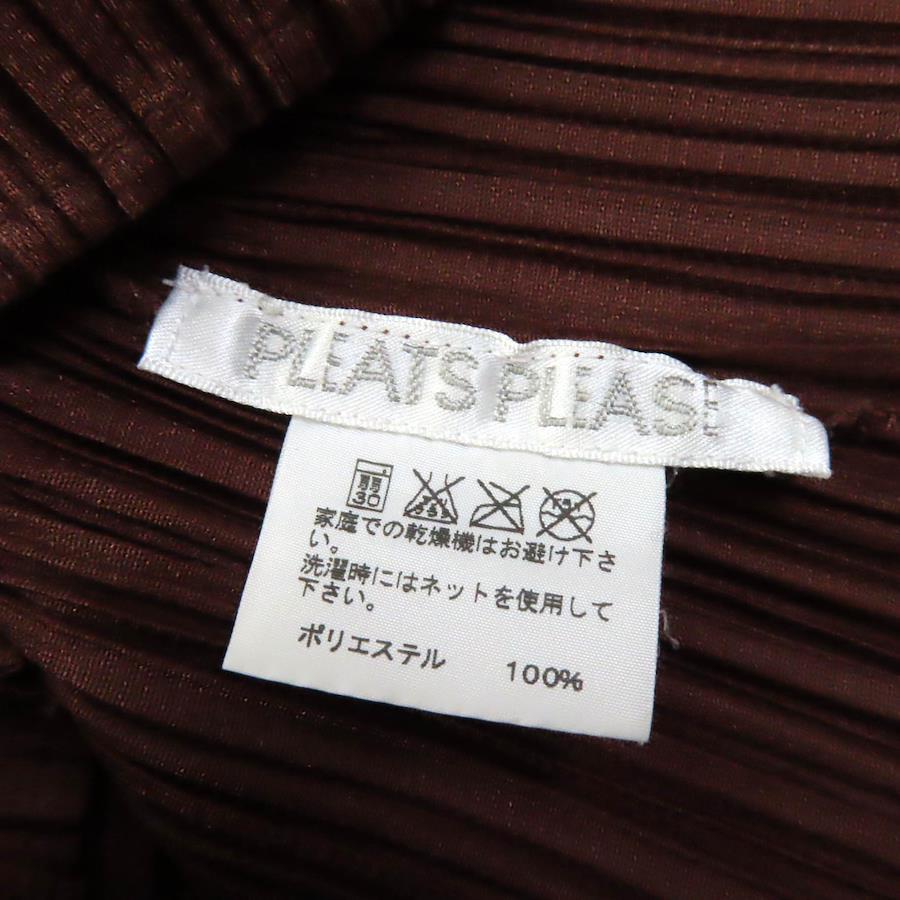 PLEATS PLEASE
弱
30
家庭での乾燥機はお避け下さ
い。
洗濯時にはネットを使用して
下さい。
ポリエステル 100%